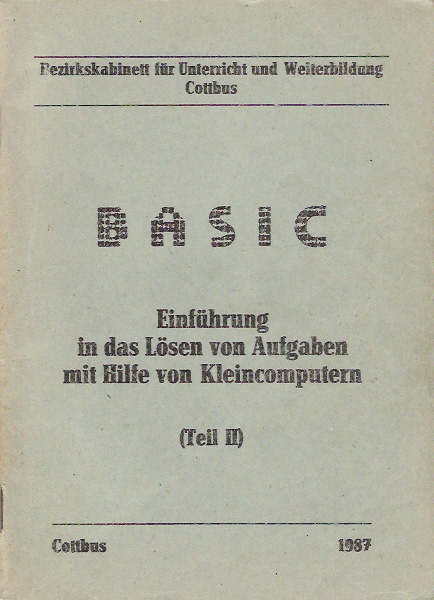 Bezirkskabinett für Unterricht und Weiterbildung
Cottbus
BASIC
Einführung
in das Lösen von Aufgaben
mit Hilfe von Kleincomputern
(Teil II)
Cottbus 1987